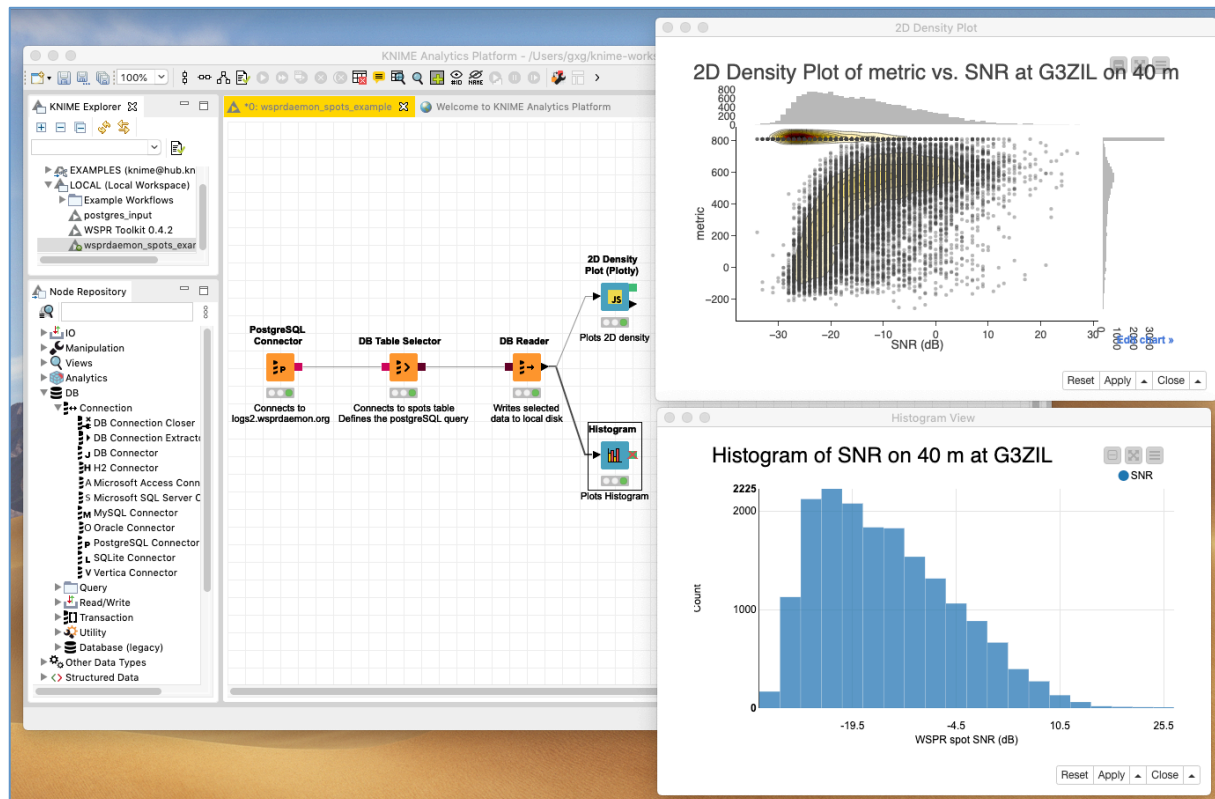 KNIME Analytics Platform - /Users/gxg/knime-works
100%
KNIME Explorer
EXAMPLES (knime@hub.kn
LOCAL (Local Workspace)
Example Workflows
postgres_input
WSPR Toolkit 0.4.2
wsprdaemon_spots_exar
Node Repository
IO
Manipulation
Views
Analytics
DB
Connection
DB Connection Closer
DB Connection Extract
DB Connector
H2 Connector
Microsoft Access Conn
Microsoft SQL Server C
MySQL Connector
Oracle Connector
PostgreSQL Connector
SQLite Connector
Vertica Connector
Query
Read/Write
Transaction
Utility
Database (legacy)
Other Data Types
Structured Data
*0: wsprdaemon_spots_example
Welcome to KNIME Analytics Platform
PostgreSQL
Connector
Connects to
logs2.wsprdaemon.org
DB Table Selector
Connects to spots table
Defines the postgreSQL query
DB Reader
Writes selected
data to local disk
2D Density
Plot (Plotly)
JS
Plots 2D density
Histogram
Plots Histogram
2D Density Plot
2D Density Plot of metric vs. SNR at G3ZIL on 40 m
800
600
400
200
0
800
600
400
200
0
−200
metric
−30
−20
−10
0
10
20
30
SNR (dB)
0
1000
2000
3000
Edit chart »
Reset
Apply
Close
Histogram View
Histogram of SNR on 40 m at G3ZIL
SNR
2225
2000
1000
0
Count
-19.5
-4.5
10.5
25.5
WSPR spot SNR (dB)
Reset
Apply
Close